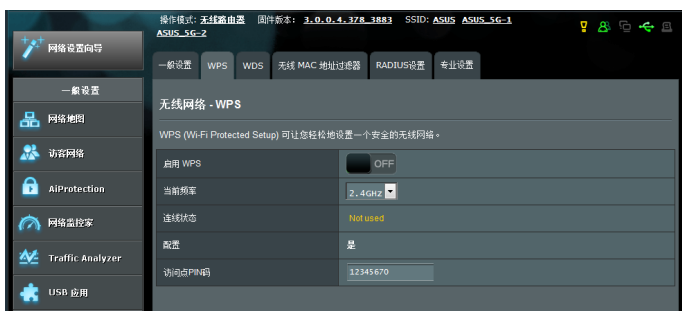 操作模式: 无线路由器 固件版本: 3.0.0.4.378_3883 SSID: ASUS ASUS_5G-1
ASUS_5G-2
网络设置向导
一般设置 WPS WDS 无线 MAC 地址过滤器 RADIUS设置 专业设置
一般设置
无线网络 - WPS
网络地图
WPS (Wi-Fi Protected Setup) 可让您轻松地设置一个安全的无线网络。
访客网络
启用 WPS OFF
AiProtection
当前频率 2.4GHz
网络监控家
连线状态 Not used
配置 是
Traffic Analyzer
访问点PIN码 12345670
USB 应用